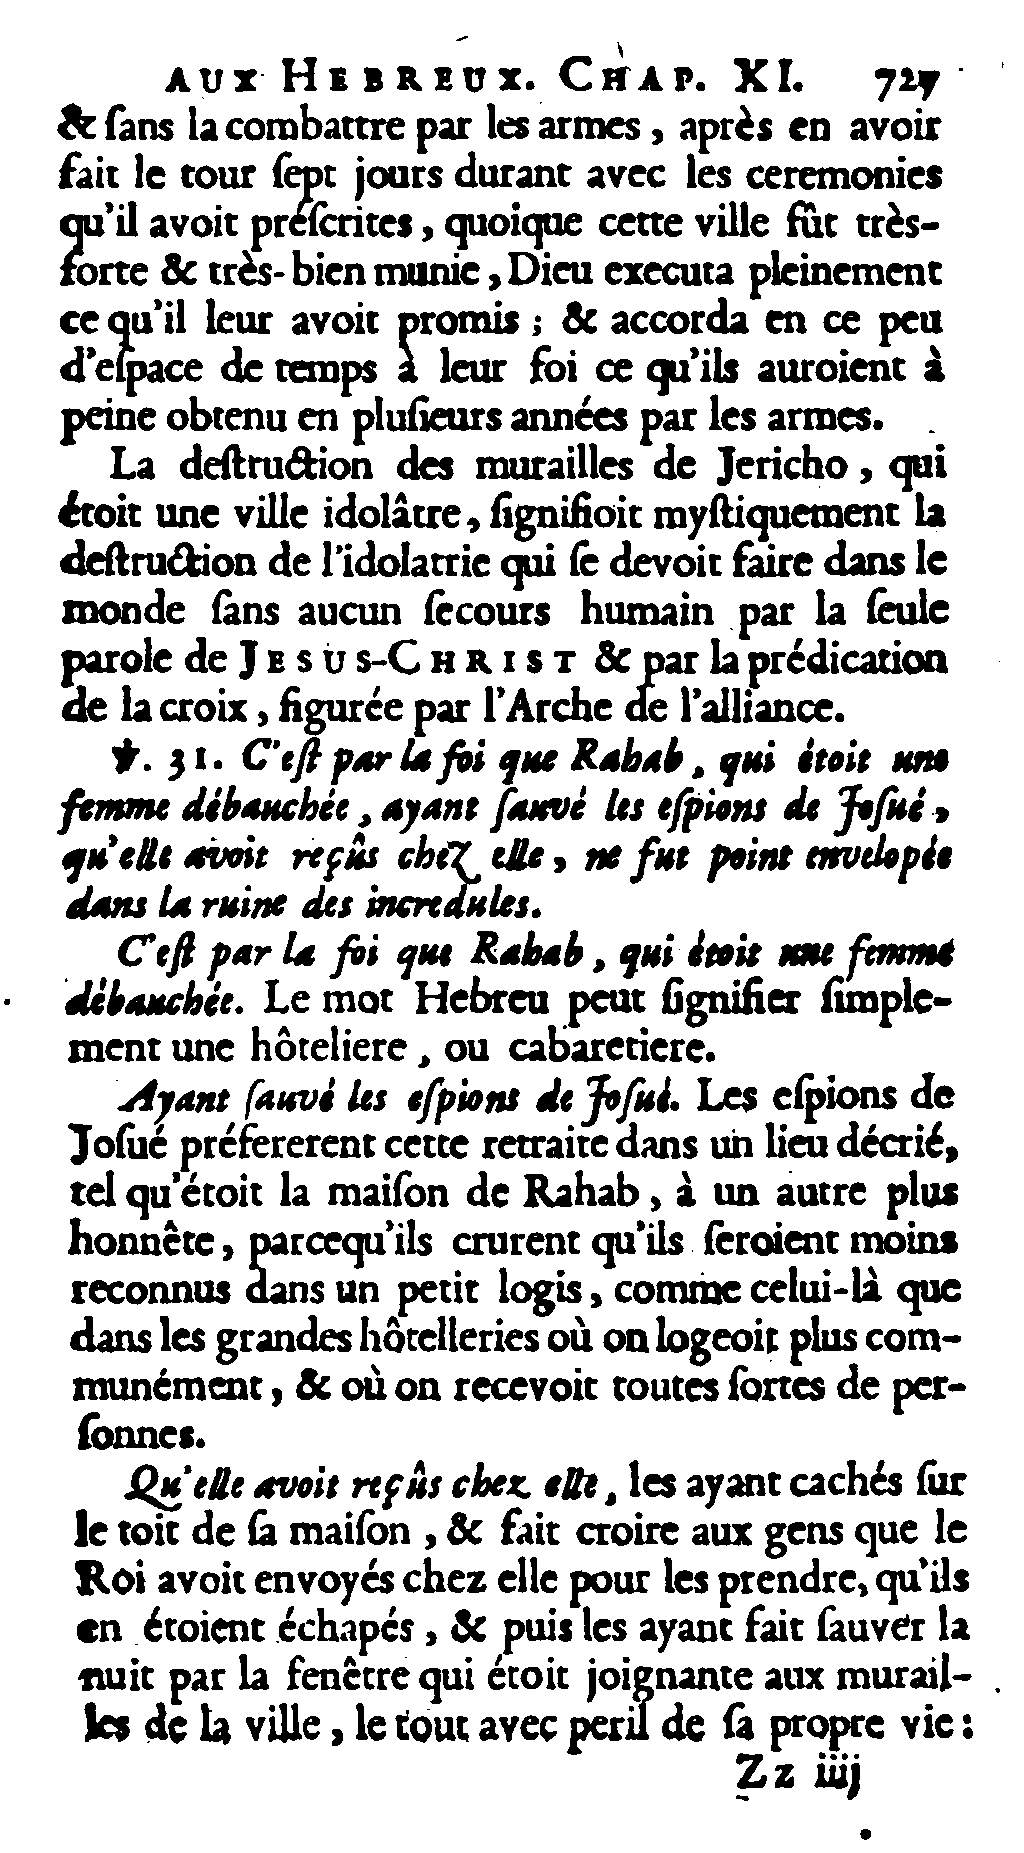 AUX HEBREUX. CHAP. XI. 727
& ſans la combattre par les armes, après en avoir
fait le tour ſept jours durant avec les ceremonies
qu'il avoit préſcrites, quoique cette ville fût très-
forte & très-bien munie, Dieu executa pleinement
ce qu'il leur avoit promis; & accorda en ce peu
d'eſpace de temps à leur foi ce qu'ils auroient à
peine obtenu en pluſieurs années par les armes.
La deſtruction des murailles de Jericho, qui
étoit une ville idolâtre, ſignifioit myſtiquement la
deſtruction de l'idolatrie qui ſe devoit faire dans le
monde ſans aucun ſecours humain par la ſeule
parole de JESUS-CHRIST & par la prédication
de la croix, figurée par l'Arche de l'alliance.
℣. 31. C'eſt par la foi que Rahab, qui étoit une
femme débauchée, ayant ſauvé les eſpions de Joſué,
qu'elle avoit reçûs chez elle, ne fut point envelopée
dans la ruine des incredules.
C'eſt par la foi que Rahab, qui étoit une femme
débauchée. Le mot Hebreu peut ſignifier ſimple-
ment une hôteliere, ou cabaretiere.
Ayant ſauvé les eſpions de Joſué. Les eſpions de
Joſué préfererent cette retraite dans un lieu décrié,
tel qu'étoit la maiſon de Rahab, à un autre plus
honnête, parcequ'ils crurent qu'ils ſeroient moins
reconnus dans un petit logis, comme celui-là que
dans les grandes hôtelleries où on logeoit plus com-
munément, & où on recevoit toutes ſortes de per-
ſonnes.
Qu'elle avoit reçûs chez elle, les ayant cachés ſur
le toit de ſa maiſon, & fait croire aux gens que le
Roi avoit envoyés chez elle pour les prendre, qu'ils
en étoient échapés, & puis les ayant fait ſauver la
nuit par la fenêtre qui étoit joignante aux murail-
les de la ville, le tout avec peril de ſa propre vie:
Zz iiij